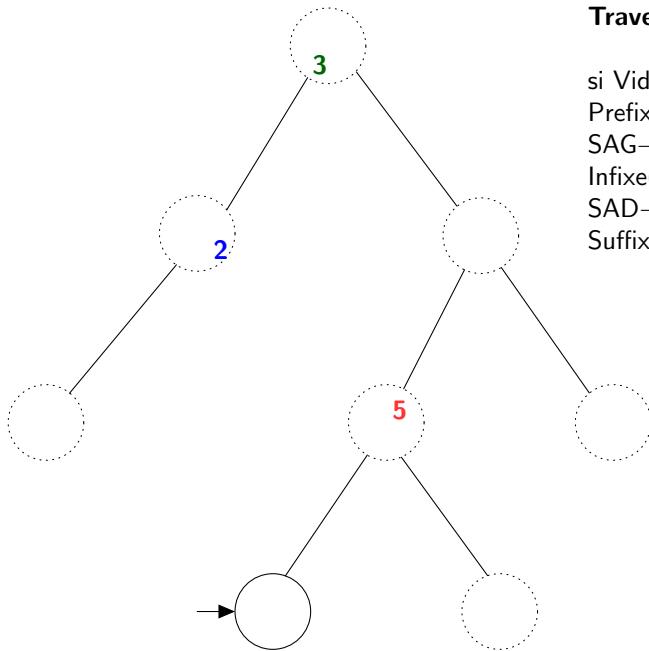 Trave
si Vid
Prefix
SAG–
Infixe
SAD–
Suffix
3
2
5